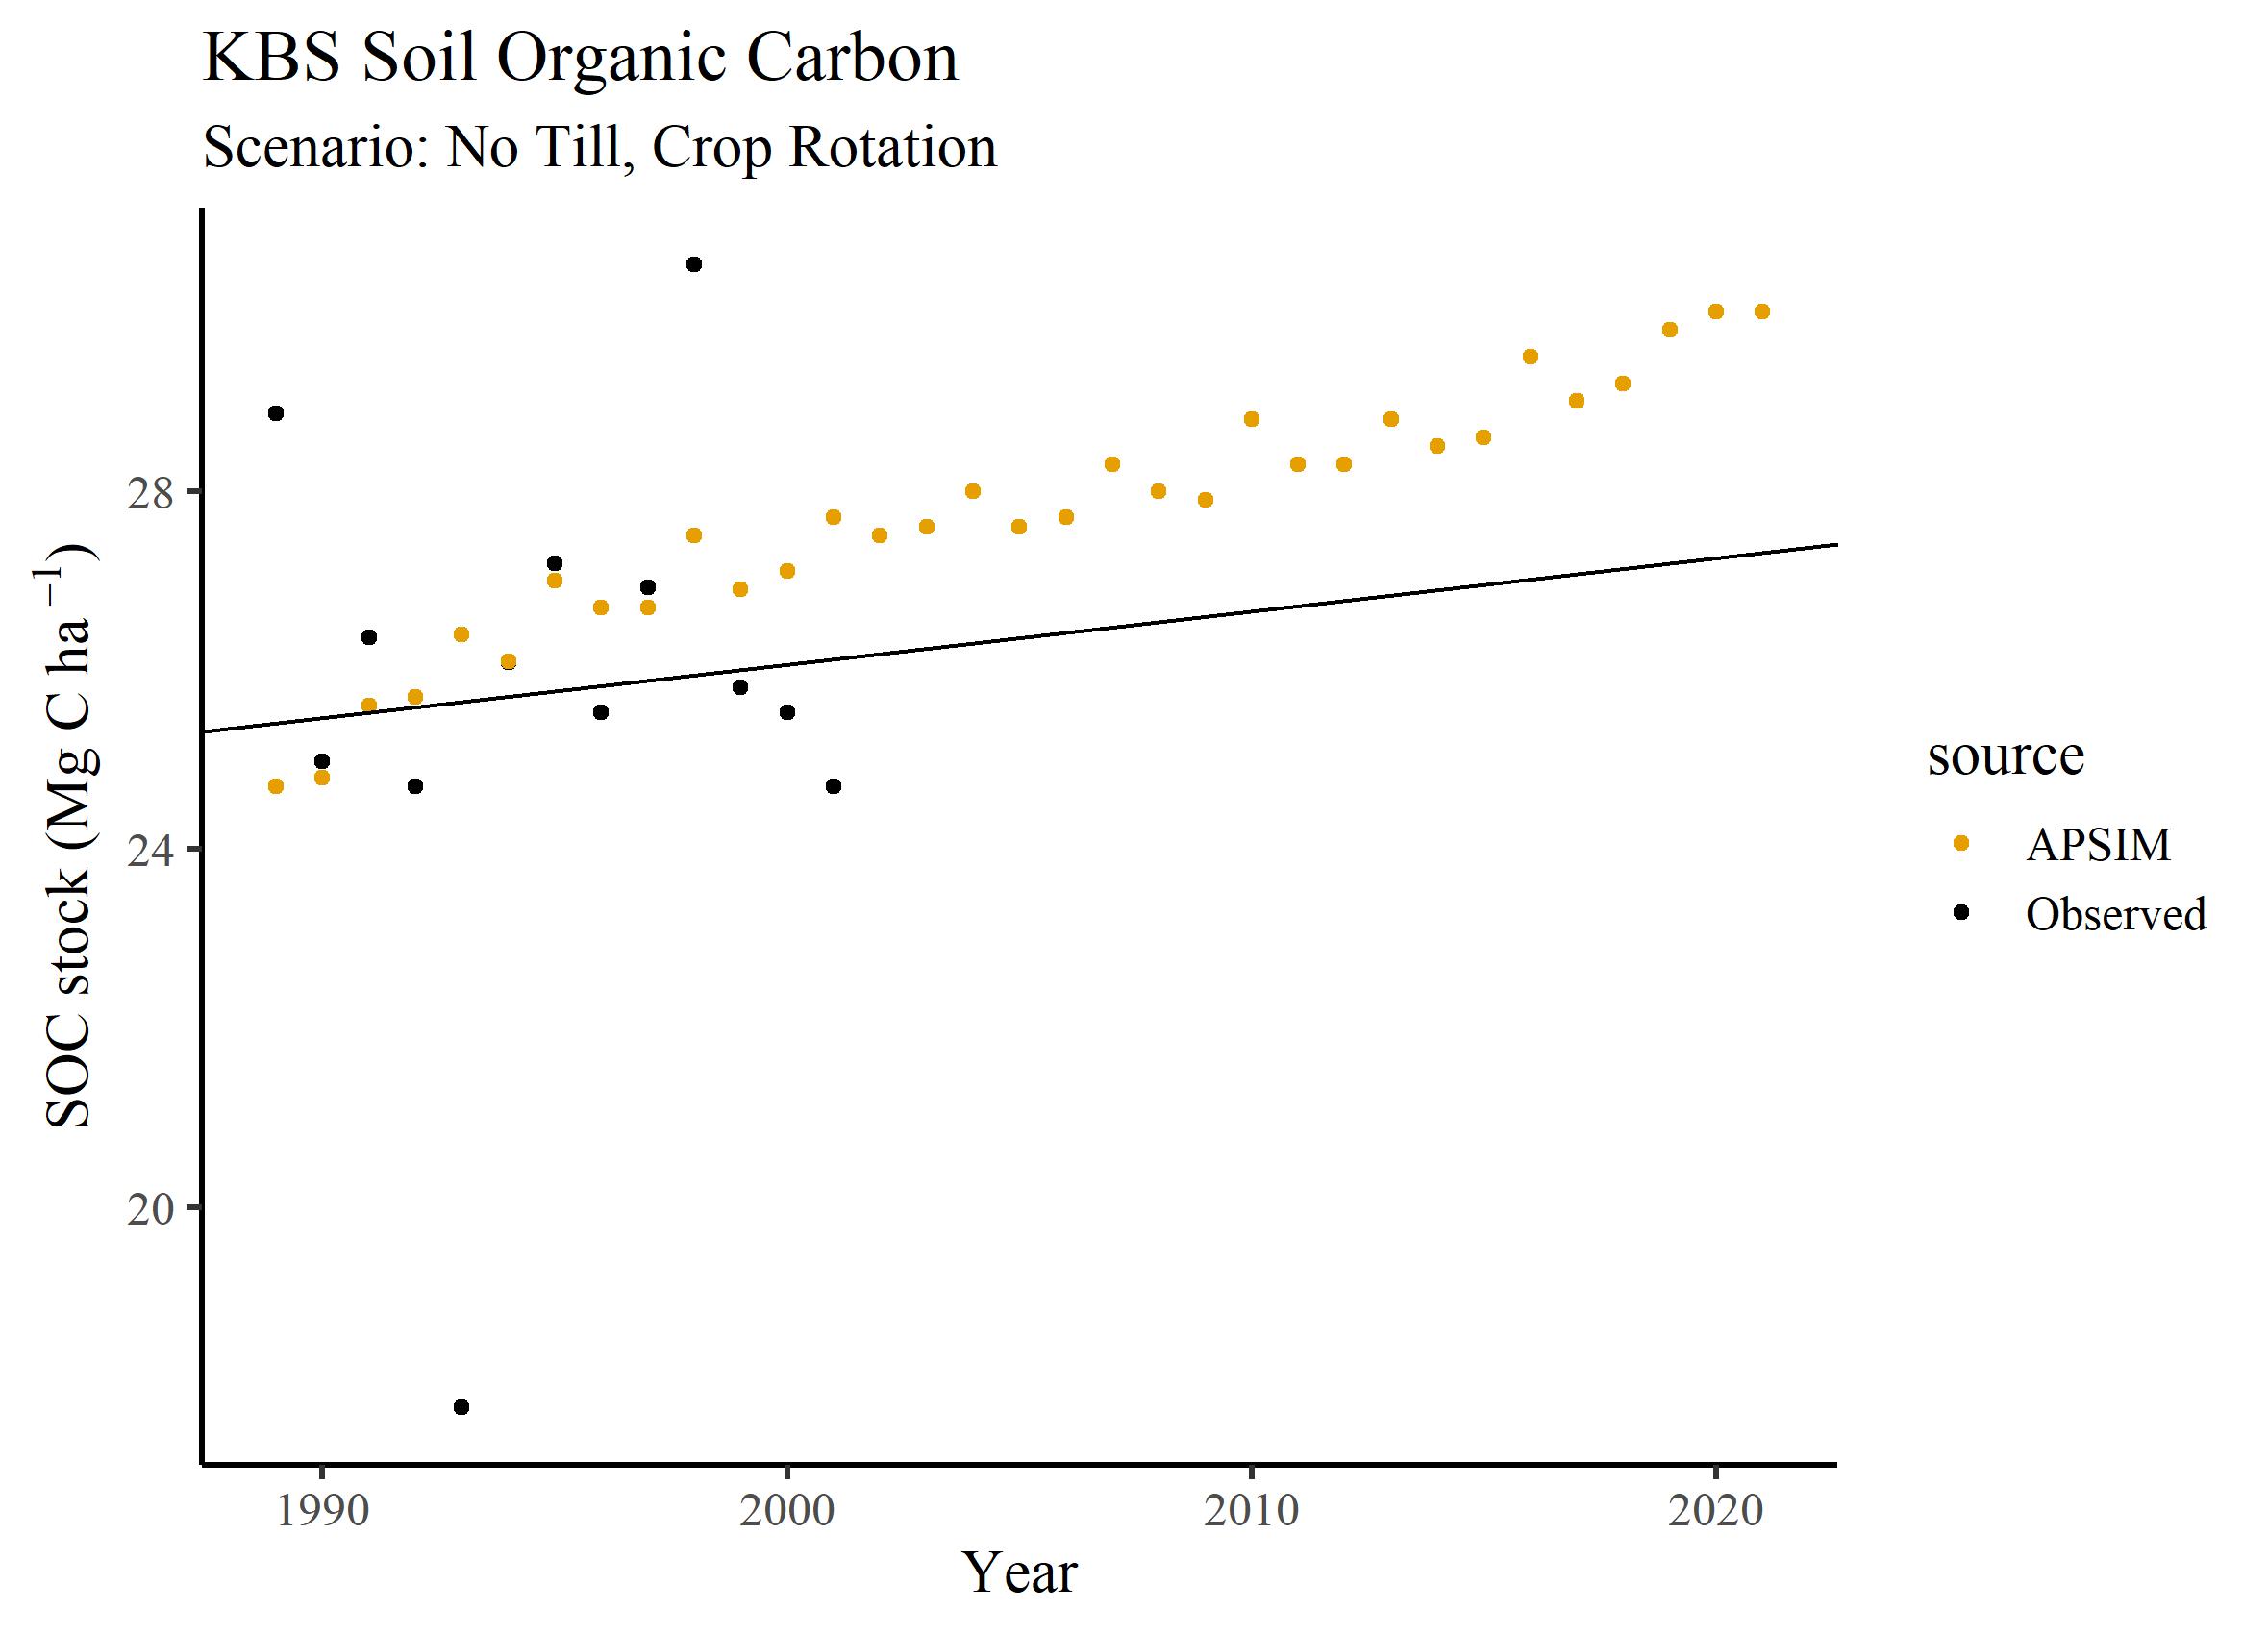 KBS Soil Organic Carbon
Scenario: No Till, Crop Rotation
SOC stock (Mg C ha⁻¹)
28
24
20
1990 2000 2010 2020
Year
source
APSIM
Observed